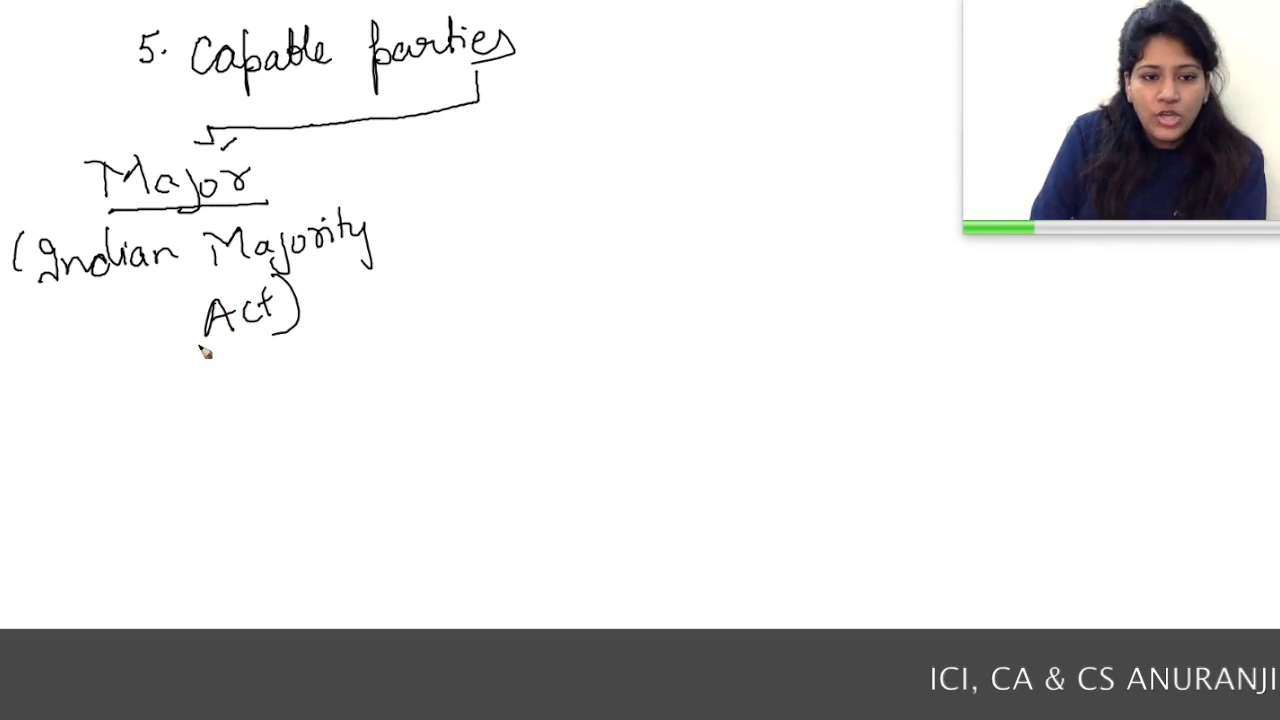 5. Capable parties
Major
(Indian Majority
Act)
ICI, CA & CS ANURANJI